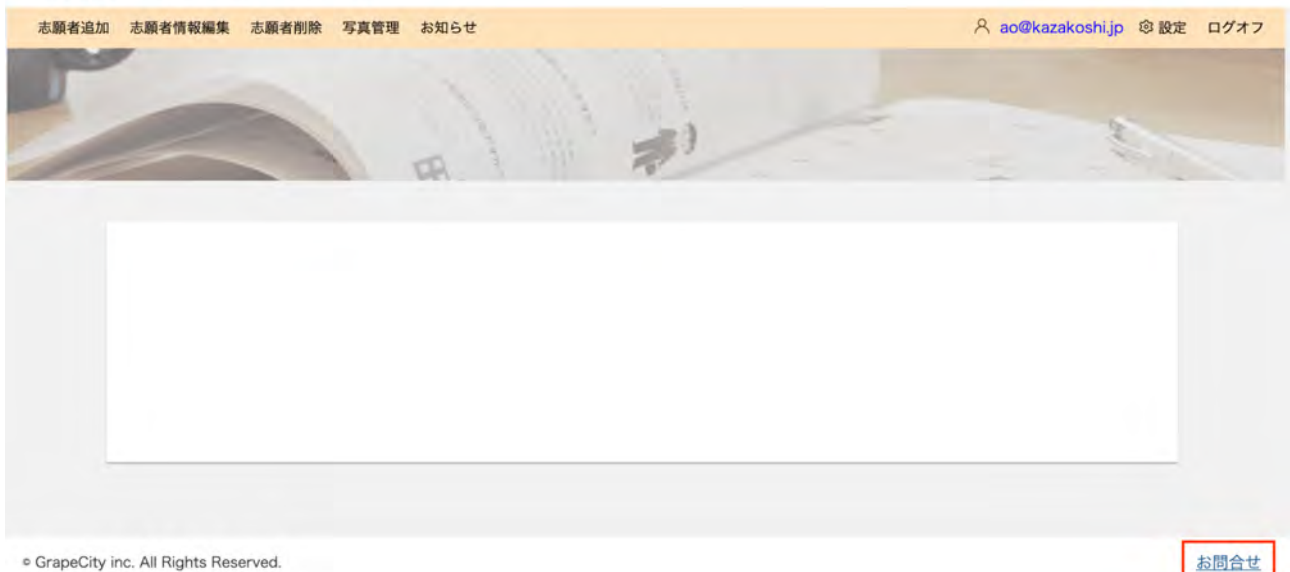 志願者追加 志願者情報編集 志願者削除 写真管理 お知らせ ao@kazakoshi.jp 設定 ログオフ
田
© GrapeCity inc. All Rights Reserved. お問合せ